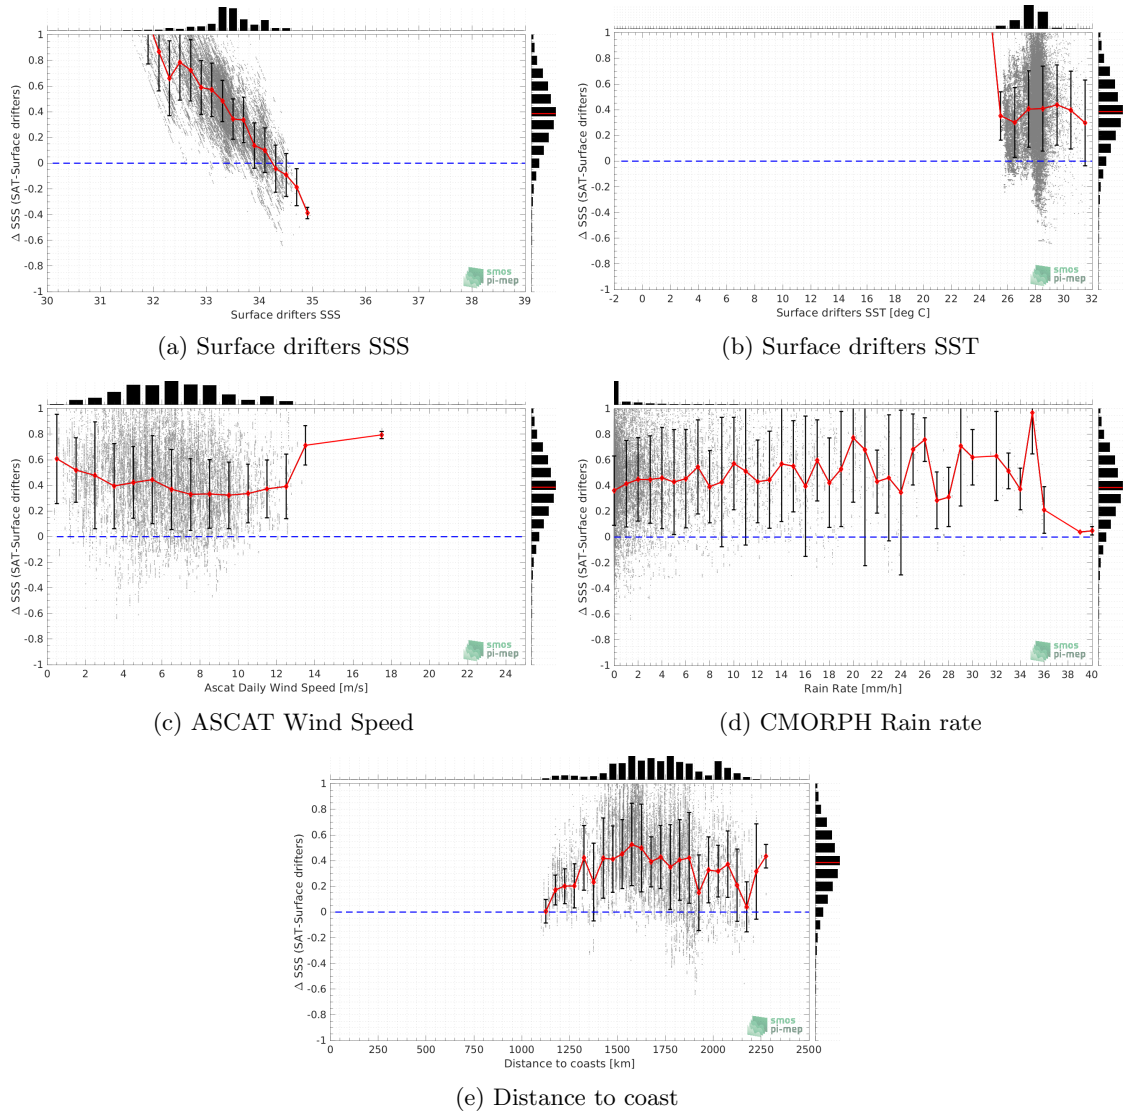 1
0.8
0.6
0.4
0.2
0
-0.2
-0.4
-0.6
-0.8
-1
Δ SSS (SAT-Surface drifters)
30 31 32 33 34 35 36 37 38 39
Surface drifters SSS
smos
pi-mep
(a) Surface drifters SSS
1
0.8
0.6
0.4
0.2
0
-0.2
-0.4
-0.6
-0.8
-1
Δ SSS (SAT-Surface drifters)
-2 0 2 4 6 8 10 12 14 16 18 20 22 24 26 28 30 32
Surface drifters SST [deg C]
smos
pi-mep
(b) Surface drifters SST
1
0.8
0.6
0.4
0.2
0
-0.2
-0.4
-0.6
-0.8
-1
Δ SSS (SAT-Surface drifters)
0 2 4 6 8 10 12 14 16 18 20 22 24
Ascat Daily Wind Speed [m/s]
smos
pi-mep
(c) ASCAT Wind Speed
1
0.8
0.6
0.4
0.2
0
-0.2
-0.4
-0.6
-0.8
-1
Δ SSS (SAT-Surface drifters)
0 2 4 6 8 10 12 14 16 18 20 22 24 26 28 30 32 34 36 38 40
Rain Rate [mm/h]
smos
pi-mep
(d) CMORPH Rain rate
1
0.8
0.6
0.4
0.2
0
-0.2
-0.4
-0.6
-0.8
-1
Δ SSS (SAT-Surface drifters)
0 250 500 750 1000 1250 1500 1750 2000 2250 2500
Distance to coasts [km]
smos
pi-mep
(e) Distance to coast